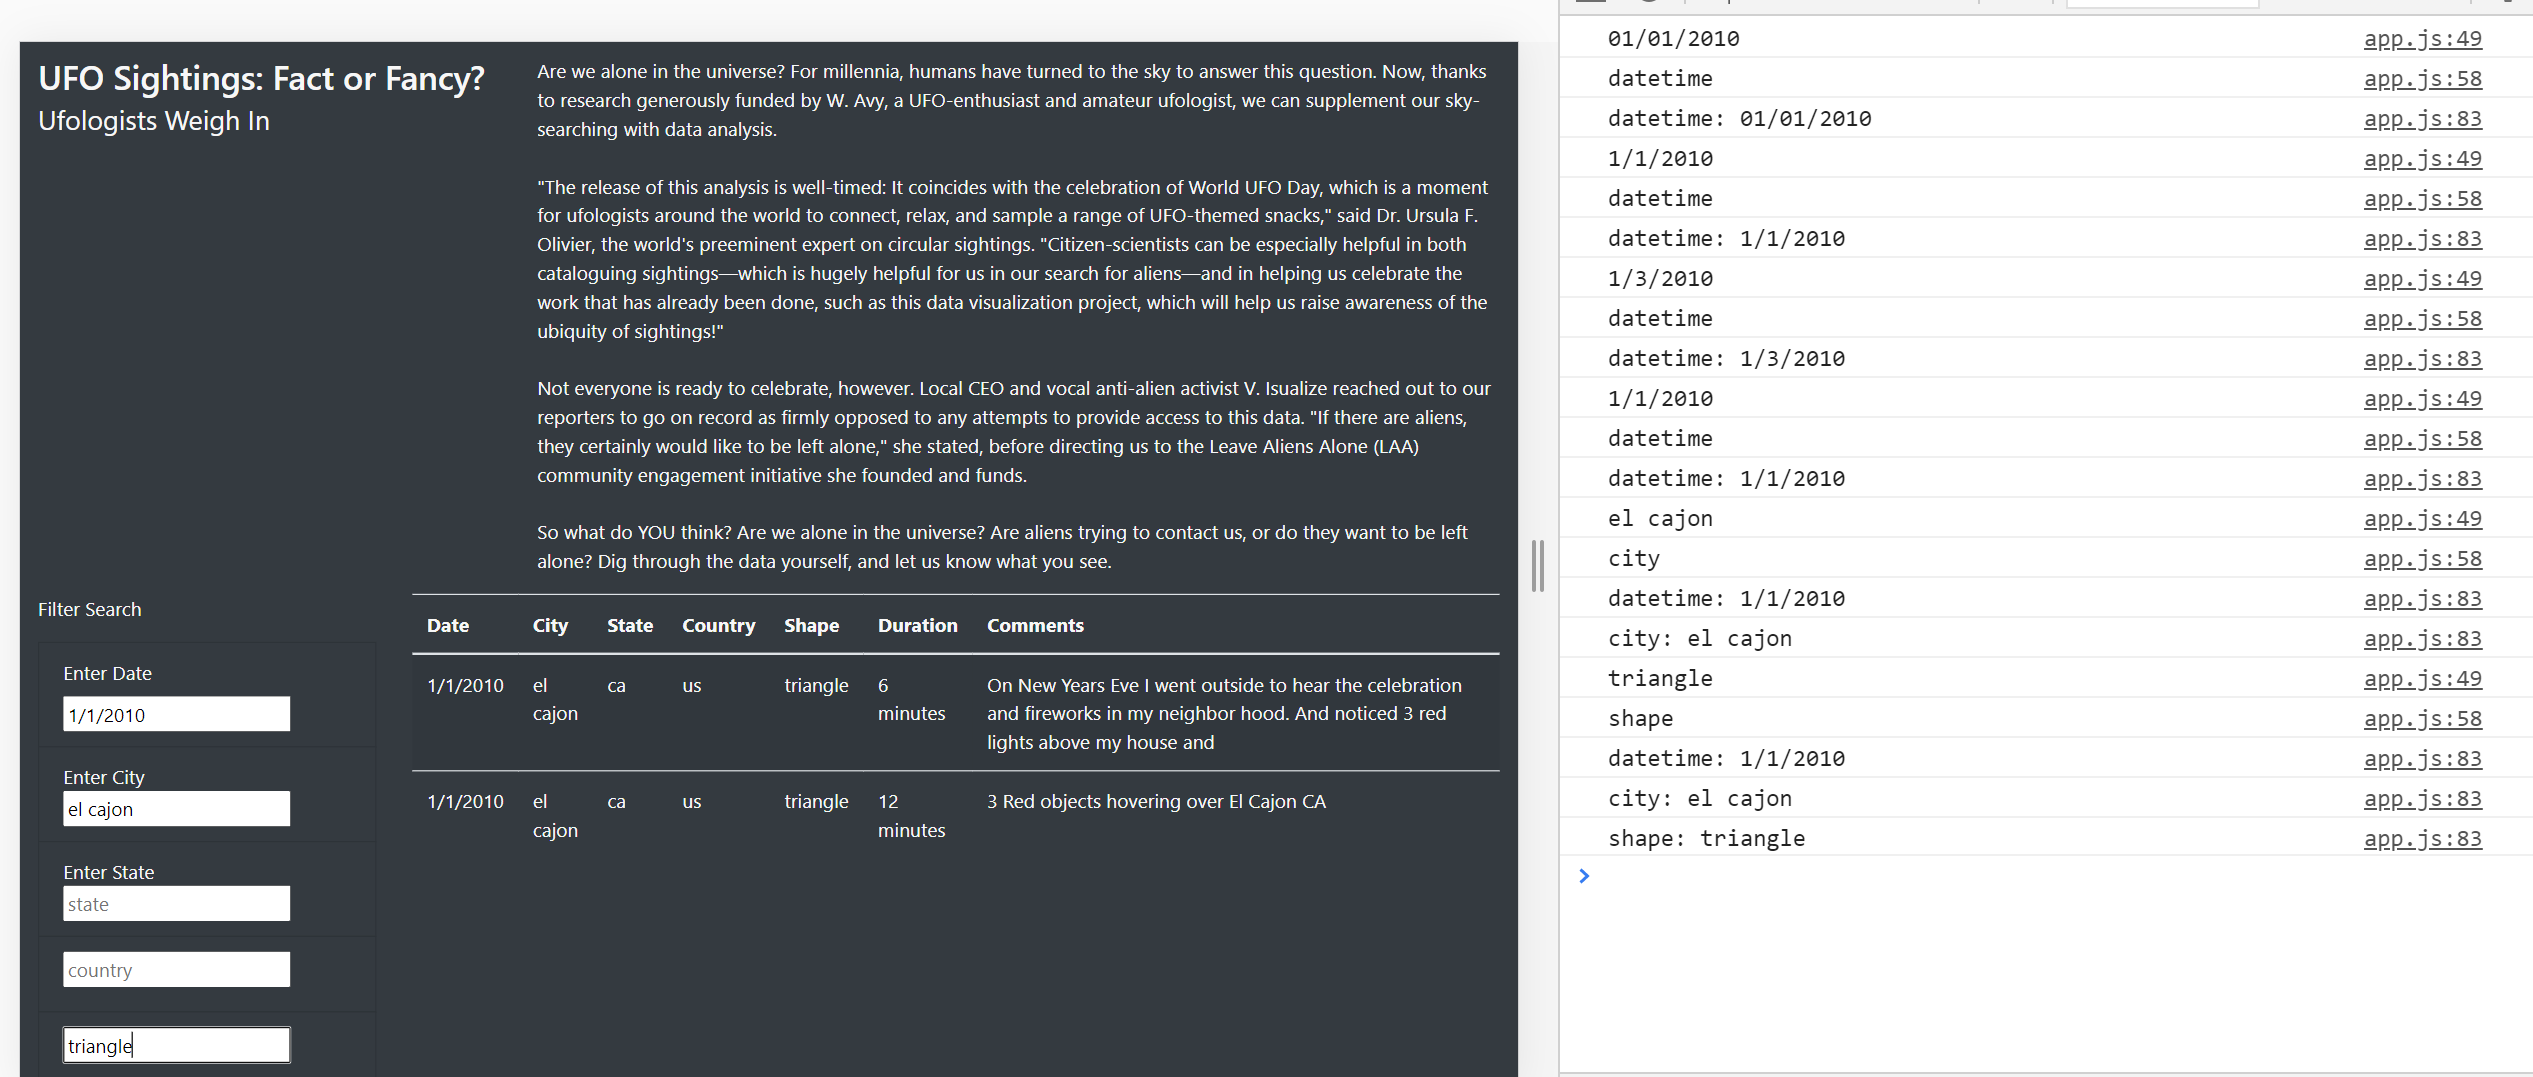 UFO Sightings: Fact or Fancy?
Ufologists Weigh In
Are we alone in the universe? For millennia, humans have turned to the sky to answer this question. Now, thanks
to research generously funded by W. Avy, a UFO-enthusiast and amateur ufologist, we can supplement our sky-
searching with data analysis.
"The release of this analysis is well-timed: It coincides with the celebration of World UFO Day, which is a moment
for ufologists around the world to connect, relax, and sample a range of UFO-themed snacks," said Dr. Ursula F.
Olivier, the world's preeminent expert on circular sightings. "Citizen-scientists can be especially helpful in both
cataloguing sightings—which is hugely helpful for us in our search for aliens—and in helping us celebrate the
work that has already been done, such as this data visualization project, which will help us raise awareness of the
ubiquity of sightings!"
Not everyone is ready to celebrate, however. Local CEO and vocal anti-alien activist V. Isualize reached out to our
reporters to go on record as firmly opposed to any attempts to provide access to this data. "If there are aliens,
they certainly would like to be left alone," she stated, before directing us to the Leave Aliens Alone (LAA)
community engagement initiative she founded and funds.
So what do YOU think? Are we alone in the universe? Are aliens trying to contact us, or do they want to be left
alone? Dig through the data yourself, and let us know what you see.
Filter Search
Enter Date
1/1/2010
Enter City
el cajon
Enter State
state
country
triangle
Date City State Country Shape Duration Comments
1/1/2010 el ca us triangle 6 On New Years Eve I went outside to hear the celebration
cajon minutes and fireworks in my neighbor hood. And noticed 3 red
lights above my house and
1/1/2010 el ca us triangle 12 3 Red objects hovering over El Cajon CA
cajon minutes
01/01/2010 app.js:49
datetime app.js:58
datetime: 01/01/2010 app.js:83
1/1/2010 app.js:49
datetime app.js:58
datetime: 1/1/2010 app.js:83
1/3/2010 app.js:49
datetime app.js:58
datetime: 1/3/2010 app.js:83
1/1/2010 app.js:49
datetime app.js:58
datetime: 1/1/2010 app.js:83
el cajon app.js:49
city app.js:58
datetime: 1/1/2010 app.js:83
city: el cajon app.js:83
triangle app.js:49
shape app.js:58
datetime: 1/1/2010 app.js:83
city: el cajon app.js:83
shape: triangle app.js:83